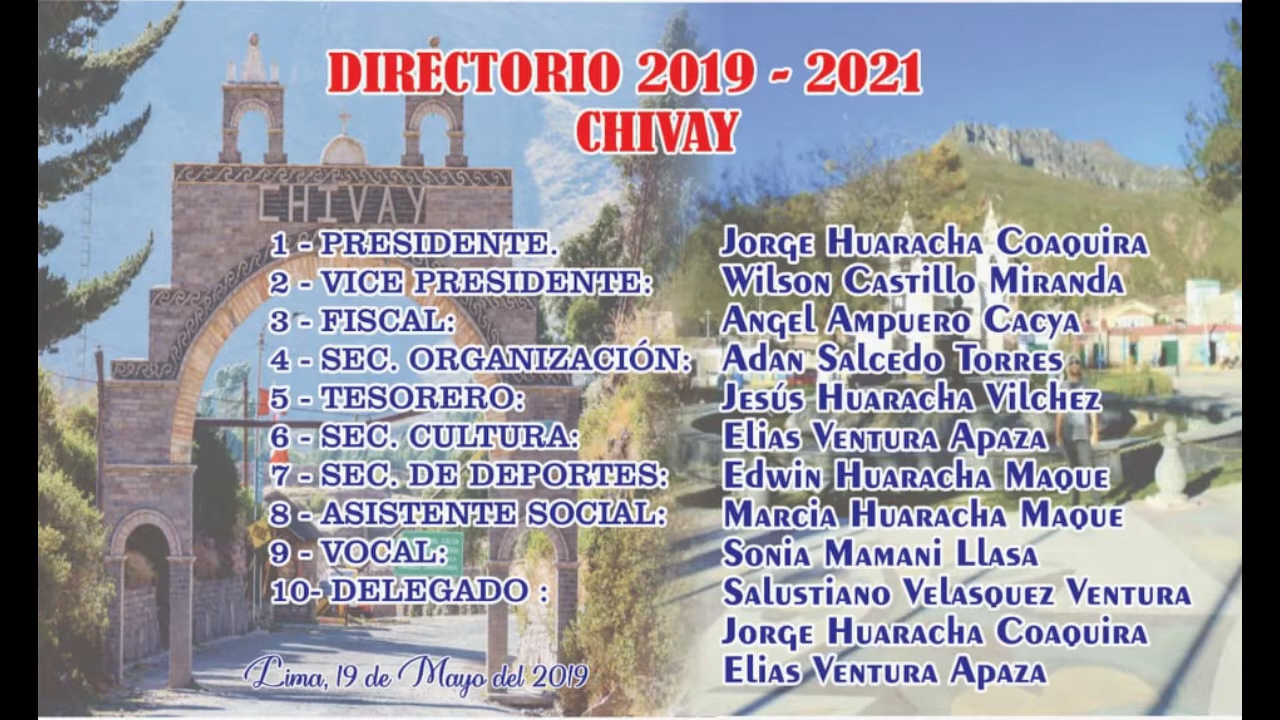 DIRECTORIO 2019 - 2021
CHIVAY
CHIVAY
1 - PRESIDENTE. Jorge Huaracha Coaquira
2 - VICE PRESIDENTE: Wilson Castillo Miranda
3 - FISCAL: Angel Ampuero Cacya
4 - SEC. ORGANIZACIÓN: Adan Salcedo Torres
5 - TESORERO: Jesús Huaracha Vilchez
6 - SEC. CULTURA: Elias Ventura Apaza
7 - SEC. DE DEPORTES: Edwin Huaracha Maque
8 - ASISTENTE SOCIAL: Marcia Huaracha Maque
9 - VOCAL: Sonia Mamani Llasa
10- DELEGADO : Salustiano Velasquez Ventura
Jorge Huaracha Coaquira
Elias Ventura Apaza
Lima, 19 de Mayo del 2019